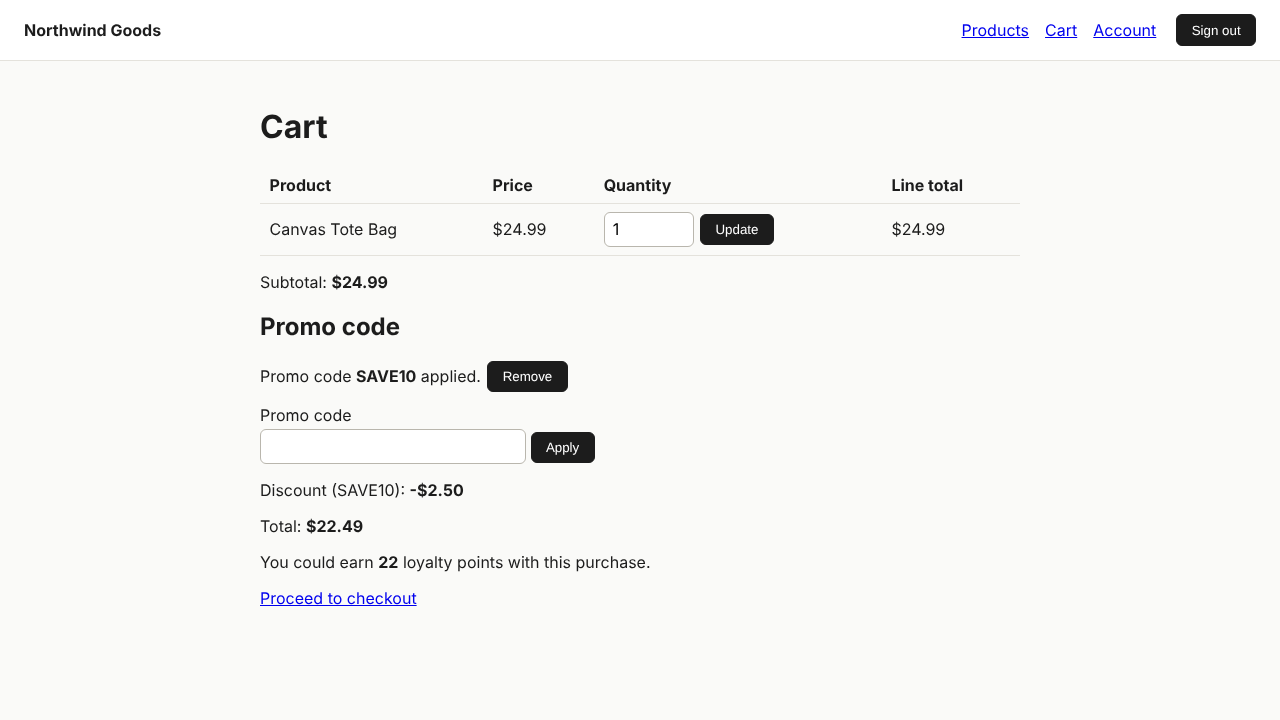 Northwind Goods Products Cart Account Sign out
Cart
Product Price Quantity Line total
Canvas Tote Bag $24.99 1 Update $24.99
Subtotal: $24.99
Promo code
Promo code SAVE10 applied. Remove
Promo code
Apply
Discount (SAVE10): -$2.50
Total: $22.49
You could earn 22 loyalty points with this purchase.
Proceed to checkout